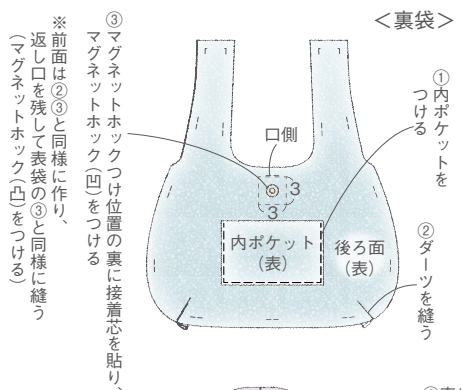 ＜裏袋＞
①内ポケットを
つける
②ダーツを縫う
口側
3
3
内ポケット
（表）
後ろ面
（表）
③マグネットホックつけ位置の裏に接着芯を貼り、
マグネットホック（凹）をつける
※前面は②③と同様に作り、
返し口を残して表袋の③と同様に縫う
（マグネットホック（凸）をつける）